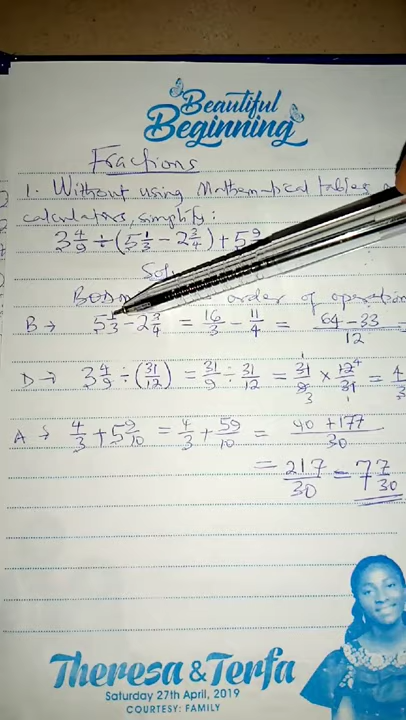 Beautiful
Beginning
Fractions
1. Without using Mathematical tables
calculators, simplify:
3 4/9 ÷ (5 1/3 − 2 3/4) + 5 9
Sol
order of operation
B → 5 1/3 − 2 3/4 = 16/3 − 11/4 = 64 − 33/12
D → 3 4/9 ÷ (31/12) = 31/9 ÷ 31/12 = 31/9 × 12/31 = 4/3
A → 4/3 + 5 9/10 = 4/3 + 59/10 = 40 + 177/30
= 217/30 = 7 7/30
Theresa & Terfa
Saturday 27th April, 2019
COURTESY: FAMILY